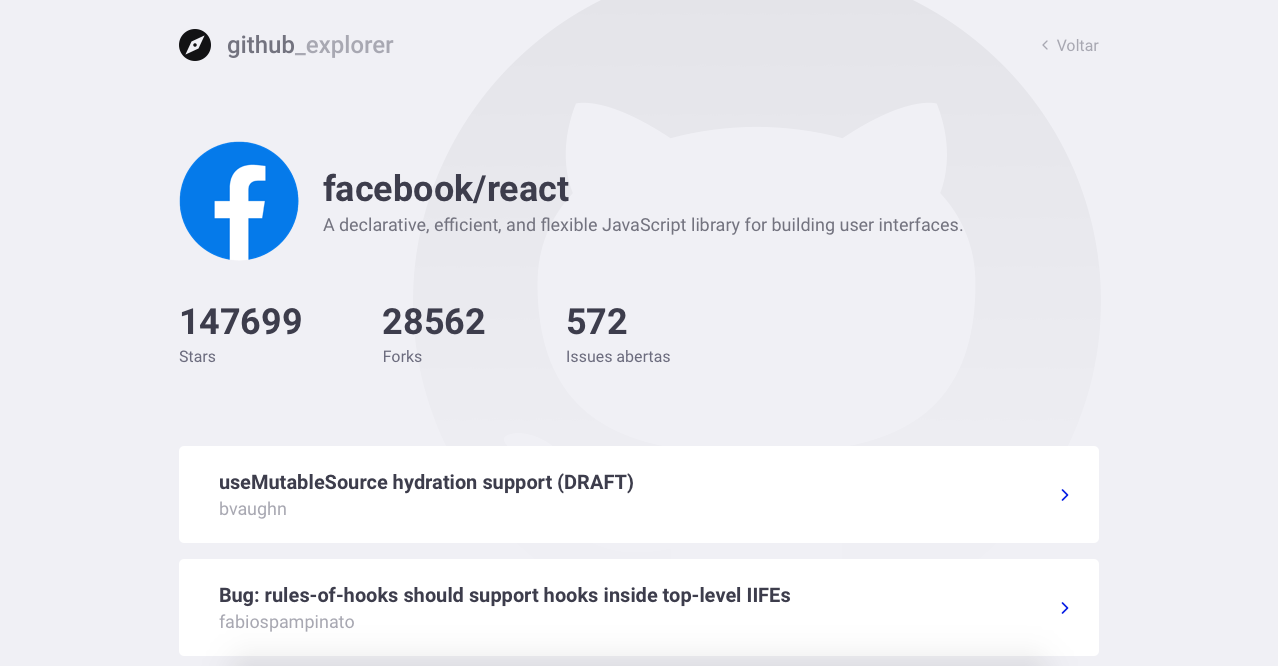 github_explorer
Voltar
facebook/react
A declarative, efficient, and flexible JavaScript library for building user interfaces.
147699 28562 572
Stars Forks Issues abertas
useMutableSource hydration support (DRAFT)
bvaughn
Bug: rules-of-hooks should support hooks inside top-level IIFEs
fabiospampinato